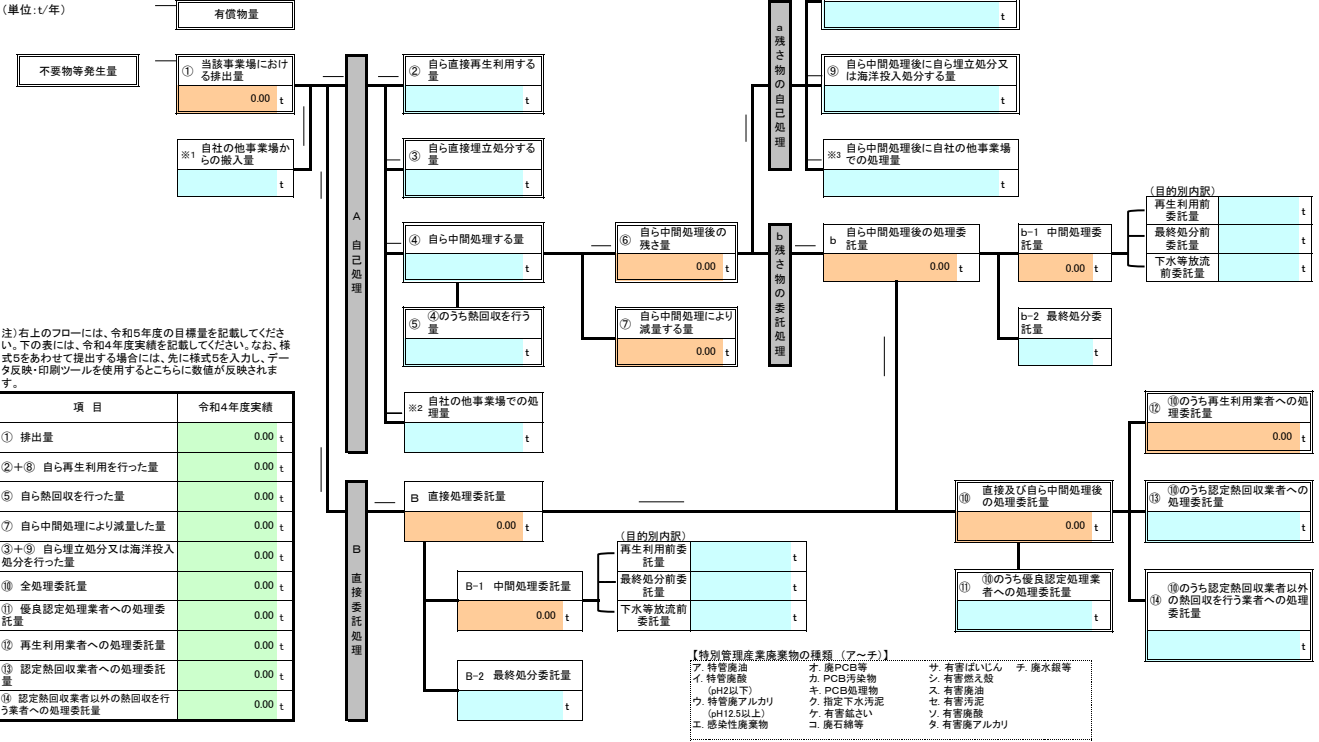 (単位:t/年)
有償物量
不要物等発生量
① 当該事業場におけ
る排出量
0.00 t
※1 自社の他事業場か
らの搬入量
t
A 自己処理
② 自ら直接再生利用する
量
t
③ 自ら直接埋立処分する
量
t
④ 自ら中間処理する量
t
⑤ ④のうち熱回収を行う
量
t
※2 自社の他事業場での処
理量
t
⑥ 自ら中間処理後の
残さ量
0.00 t
⑦ 自ら中間処理により
減量する量
0.00 t
a 残さ物の自己処理
t
⑨ 自ら中間処理後に自ら埋立処分又
は海洋投入処分する量
t
※3 自ら中間処理後に自社の他事業場
での処理量
t
b 残さ物の委託処理
b 自ら中間処理後の処理委
託量
0.00 t
b-1 中間処理委
託量
0.00 t
(目的別内訳)
再生利用前
委託量
t
最終処分前
委託量
t
下水等放流
前委託量
t
b-2 最終処分委
託量
t
注)右上のフローには、令和5年度の目標量を記載してくださ
い。下の表には、令和4年度実績を記載してください。なお、様
式5をあわせて提出する場合には、先に様式5を入力し、デー
タ反映・印刷ツールを使用するとこちらに数値が反映されま
す。
項 目 令和4年度実績
① 排出量 0.00 t
②+⑧ 自ら再生利用を行った量 0.00 t
⑤ 自ら熱回収を行った量 0.00 t
⑦ 自ら中間処理により減量した量 0.00 t
③+⑨ 自ら埋立処分又は海洋投入
処分を行った量 0.00 t
⑩ 全処理委託量 0.00 t
⑪ 優良認定処理業者への処理委
託量 0.00 t
⑫ 再生利用業者への処理委託量 0.00 t
⑬ 認定熱回収業者への処理委託
量 0.00 t
⑭ 認定熱回収業者以外の熱回収を行
う業者への処理委託量 0.00 t
B 直接委託処理
B 直接処理委託量
0.00 t
B-1 中間処理委託量
0.00 t
(目的別内訳)
再生利用前委
託量
t
最終処分前委
託量
t
下水等放流前
委託量
t
B-2 最終処分委託量
t
⑩ 直接及び自ら中間処理後
の処理委託量
0.00 t
⑪ ⑩のうち優良認定処理業
者への処理委託量
t
⑫ ⑩のうち再生利用業者への処
理委託量
0.00 t
⑬ ⑩のうち認定熱回収業者への
処理委託量
t
⑭ ⑩のうち認定熱回収業者以外
の熱回収を行う業者への処理
委託量
t
【特別管理産業廃棄物の種類 (ア~チ)】
ア. 特管廃油 オ. 廃PCB等 サ. 有害ばいじん チ. 廃水銀等
イ. 特管廃酸 カ. PCB汚染物 シ. 有害燃え殻
(pH2以下) キ. PCB処理物 ス. 有害廃油
ウ. 特管廃アルカリ ク. 指定下水汚泥 セ. 有害汚泥
(pH12.5以上) ケ. 有害鉱さい ソ. 有害廃酸
エ. 感染性廃棄物 コ. 廃石綿等 タ. 有害廃アルカリ